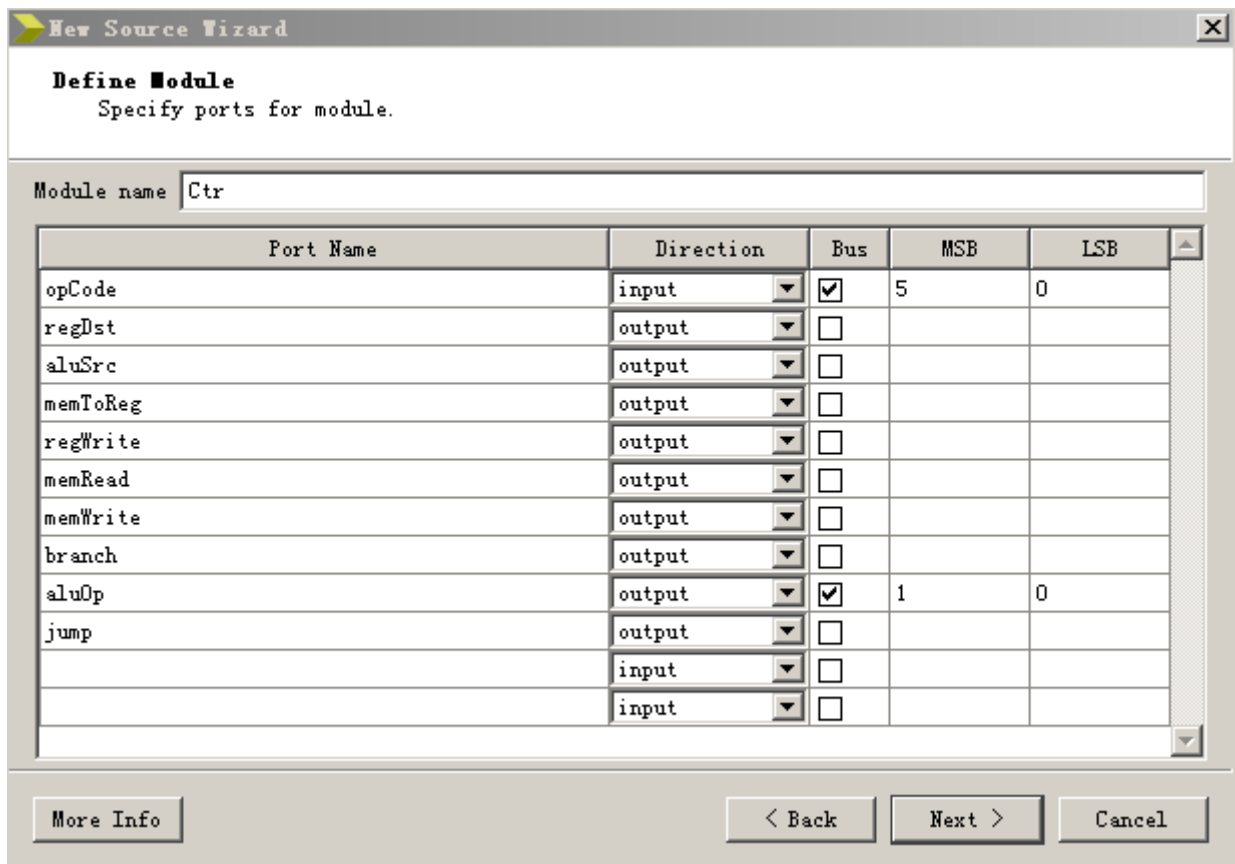 New Source Wizard
Define Module
Specify ports for module.
Module name Ctr
Port Name Direction Bus MSB LSB
opCode input 5 0
regDst output
aluSrc output
memToReg output
regWrite output
memRead output
memWrite output
branch output
aluOp output 1 0
jump output
input
input
More Info < Back Next > Cancel